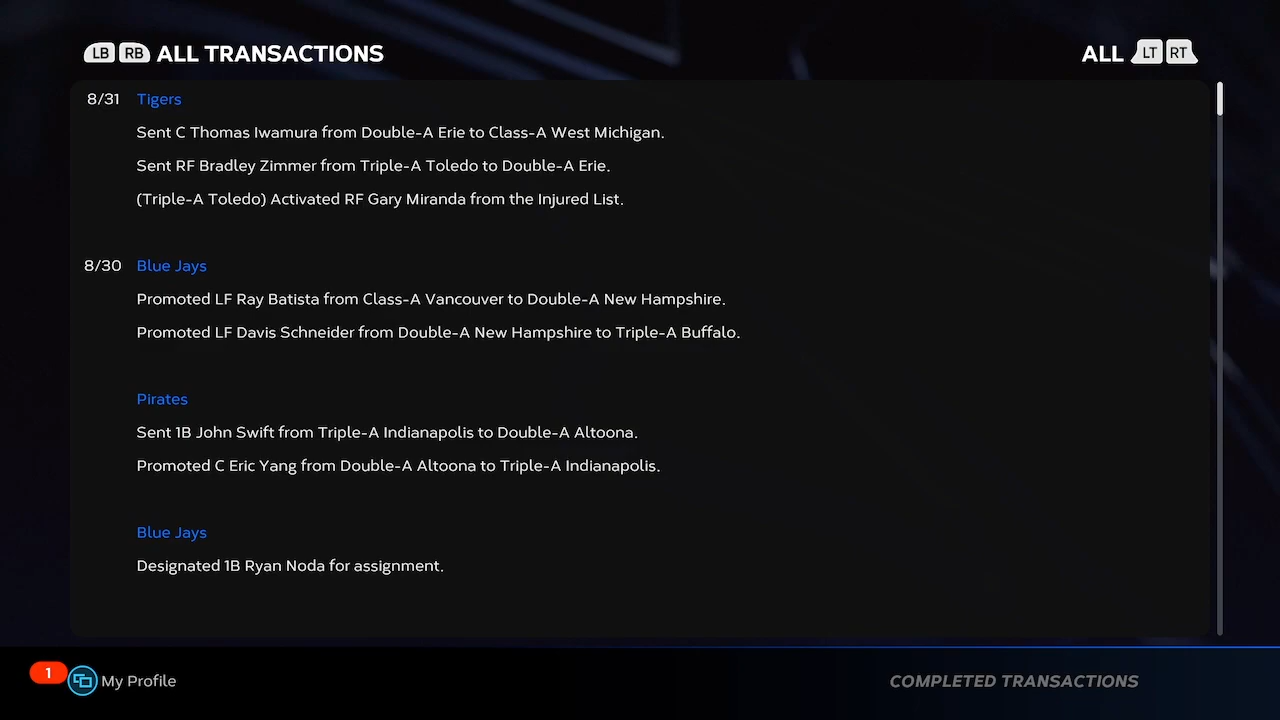 LB RB ALL TRANSACTIONS ALL LT RT
8/31 Tigers
Sent C Thomas Iwamura from Double-A Erie to Class-A West Michigan.
Sent RF Bradley Zimmer from Triple-A Toledo to Double-A Erie.
(Triple-A Toledo) Activated RF Gary Miranda from the Injured List.
8/30 Blue Jays
Promoted LF Ray Batista from Class-A Vancouver to Double-A New Hampshire.
Promoted LF Davis Schneider from Double-A New Hampshire to Triple-A Buffalo.
Pirates
Sent 1B John Swift from Triple-A Indianapolis to Double-A Altoona.
Promoted C Eric Yang from Double-A Altoona to Triple-A Indianapolis.
Blue Jays
Designated 1B Ryan Noda for assignment.
1 My Profile COMPLETED TRANSACTIONS